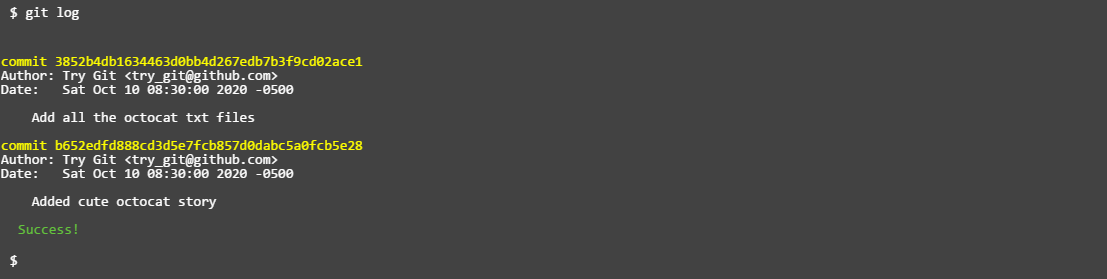 $ git log
commit 3852b4db1634463d0bb4d267edb7b3f9cd02ace1
Author: Try Git <try_git@github.com>
Date:   Sat Oct 10 08:30:00 2020 -0500
Add all the octocat txt files
commit b652edfd888cd3d5e7fcb857d0dabc5a0fcb5e28
Author: Try Git <try_git@github.com>
Date:   Sat Oct 10 08:30:00 2020 -0500
Added cute octocat story
Success!
$